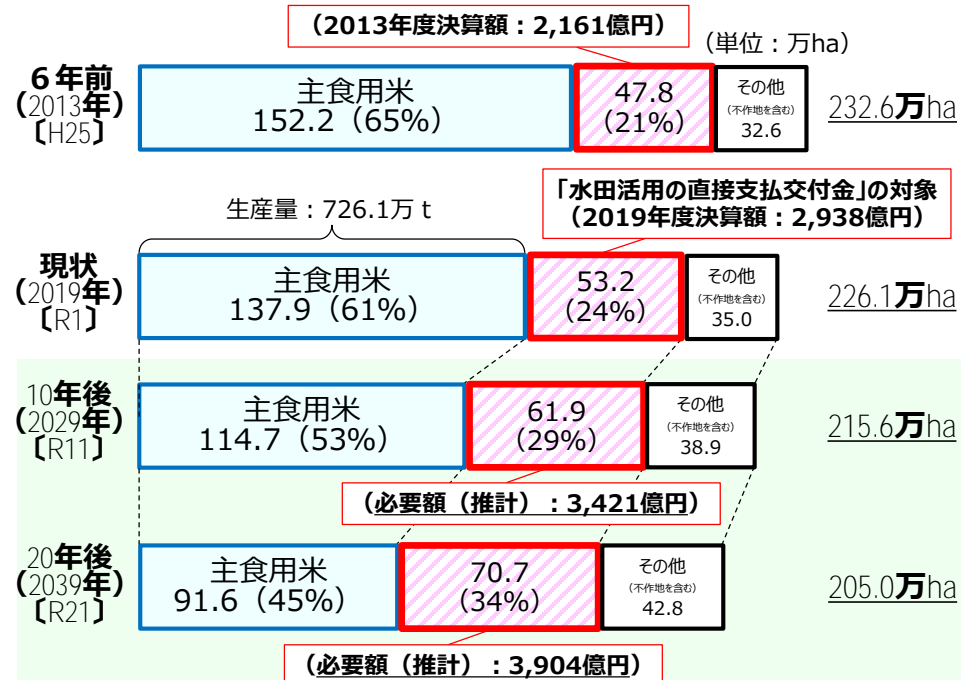 （2013年度決算額：2,161億円）
（単位：万ha）
６年前
（2013年）
〔H25〕
主食用米
152.2（65%）
47.8
（21%）
その他
（不作地を含む）
32.6
232.6万ha
「水田活用の直接支払交付金」の対象
（2019年度決算額：2,938億円）
生産量：726.1万ｔ
現状
（2019年）
〔R1〕
主食用米
137.9（61%）
53.2
（24%）
その他
（不作地を含む）
35.0
226.1万ha
10年後
（2029年）
〔R11〕
主食用米
114.7（53%）
61.9
（29%）
その他
（不作地を含む）
38.9
215.6万ha
（必要額（推計）：3,421億円）
20年後
（2039年）
〔R21〕
主食用米
91.6（45%）
70.7
（34%）
その他
（不作地を含む）
42.8
205.0万ha
（必要額（推計）：3,904億円）